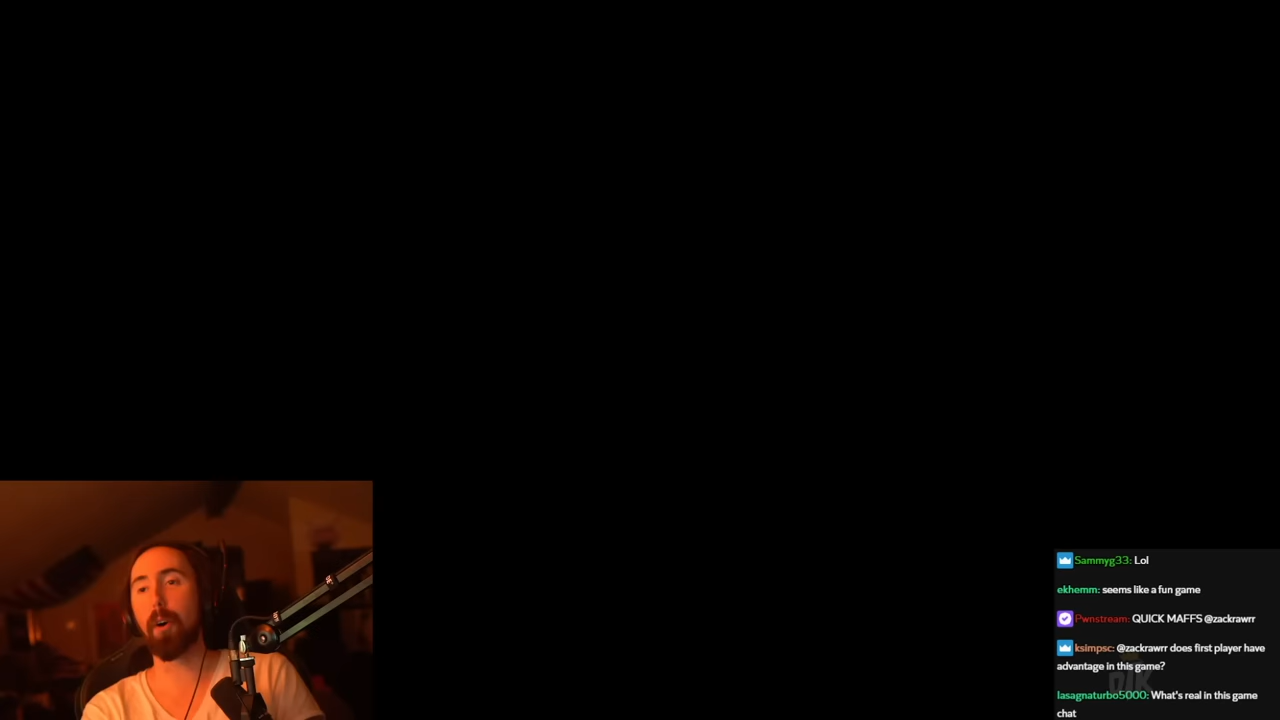 Sammyg33: Lol
ekhemm: seems like a fun game
Pwnstream: QUICK MAFFS @zackrawrr
ksimpsc: @zackrawrr does first player have
advantage in this game?
lasagnaturbo5000: What's real in this game
chat